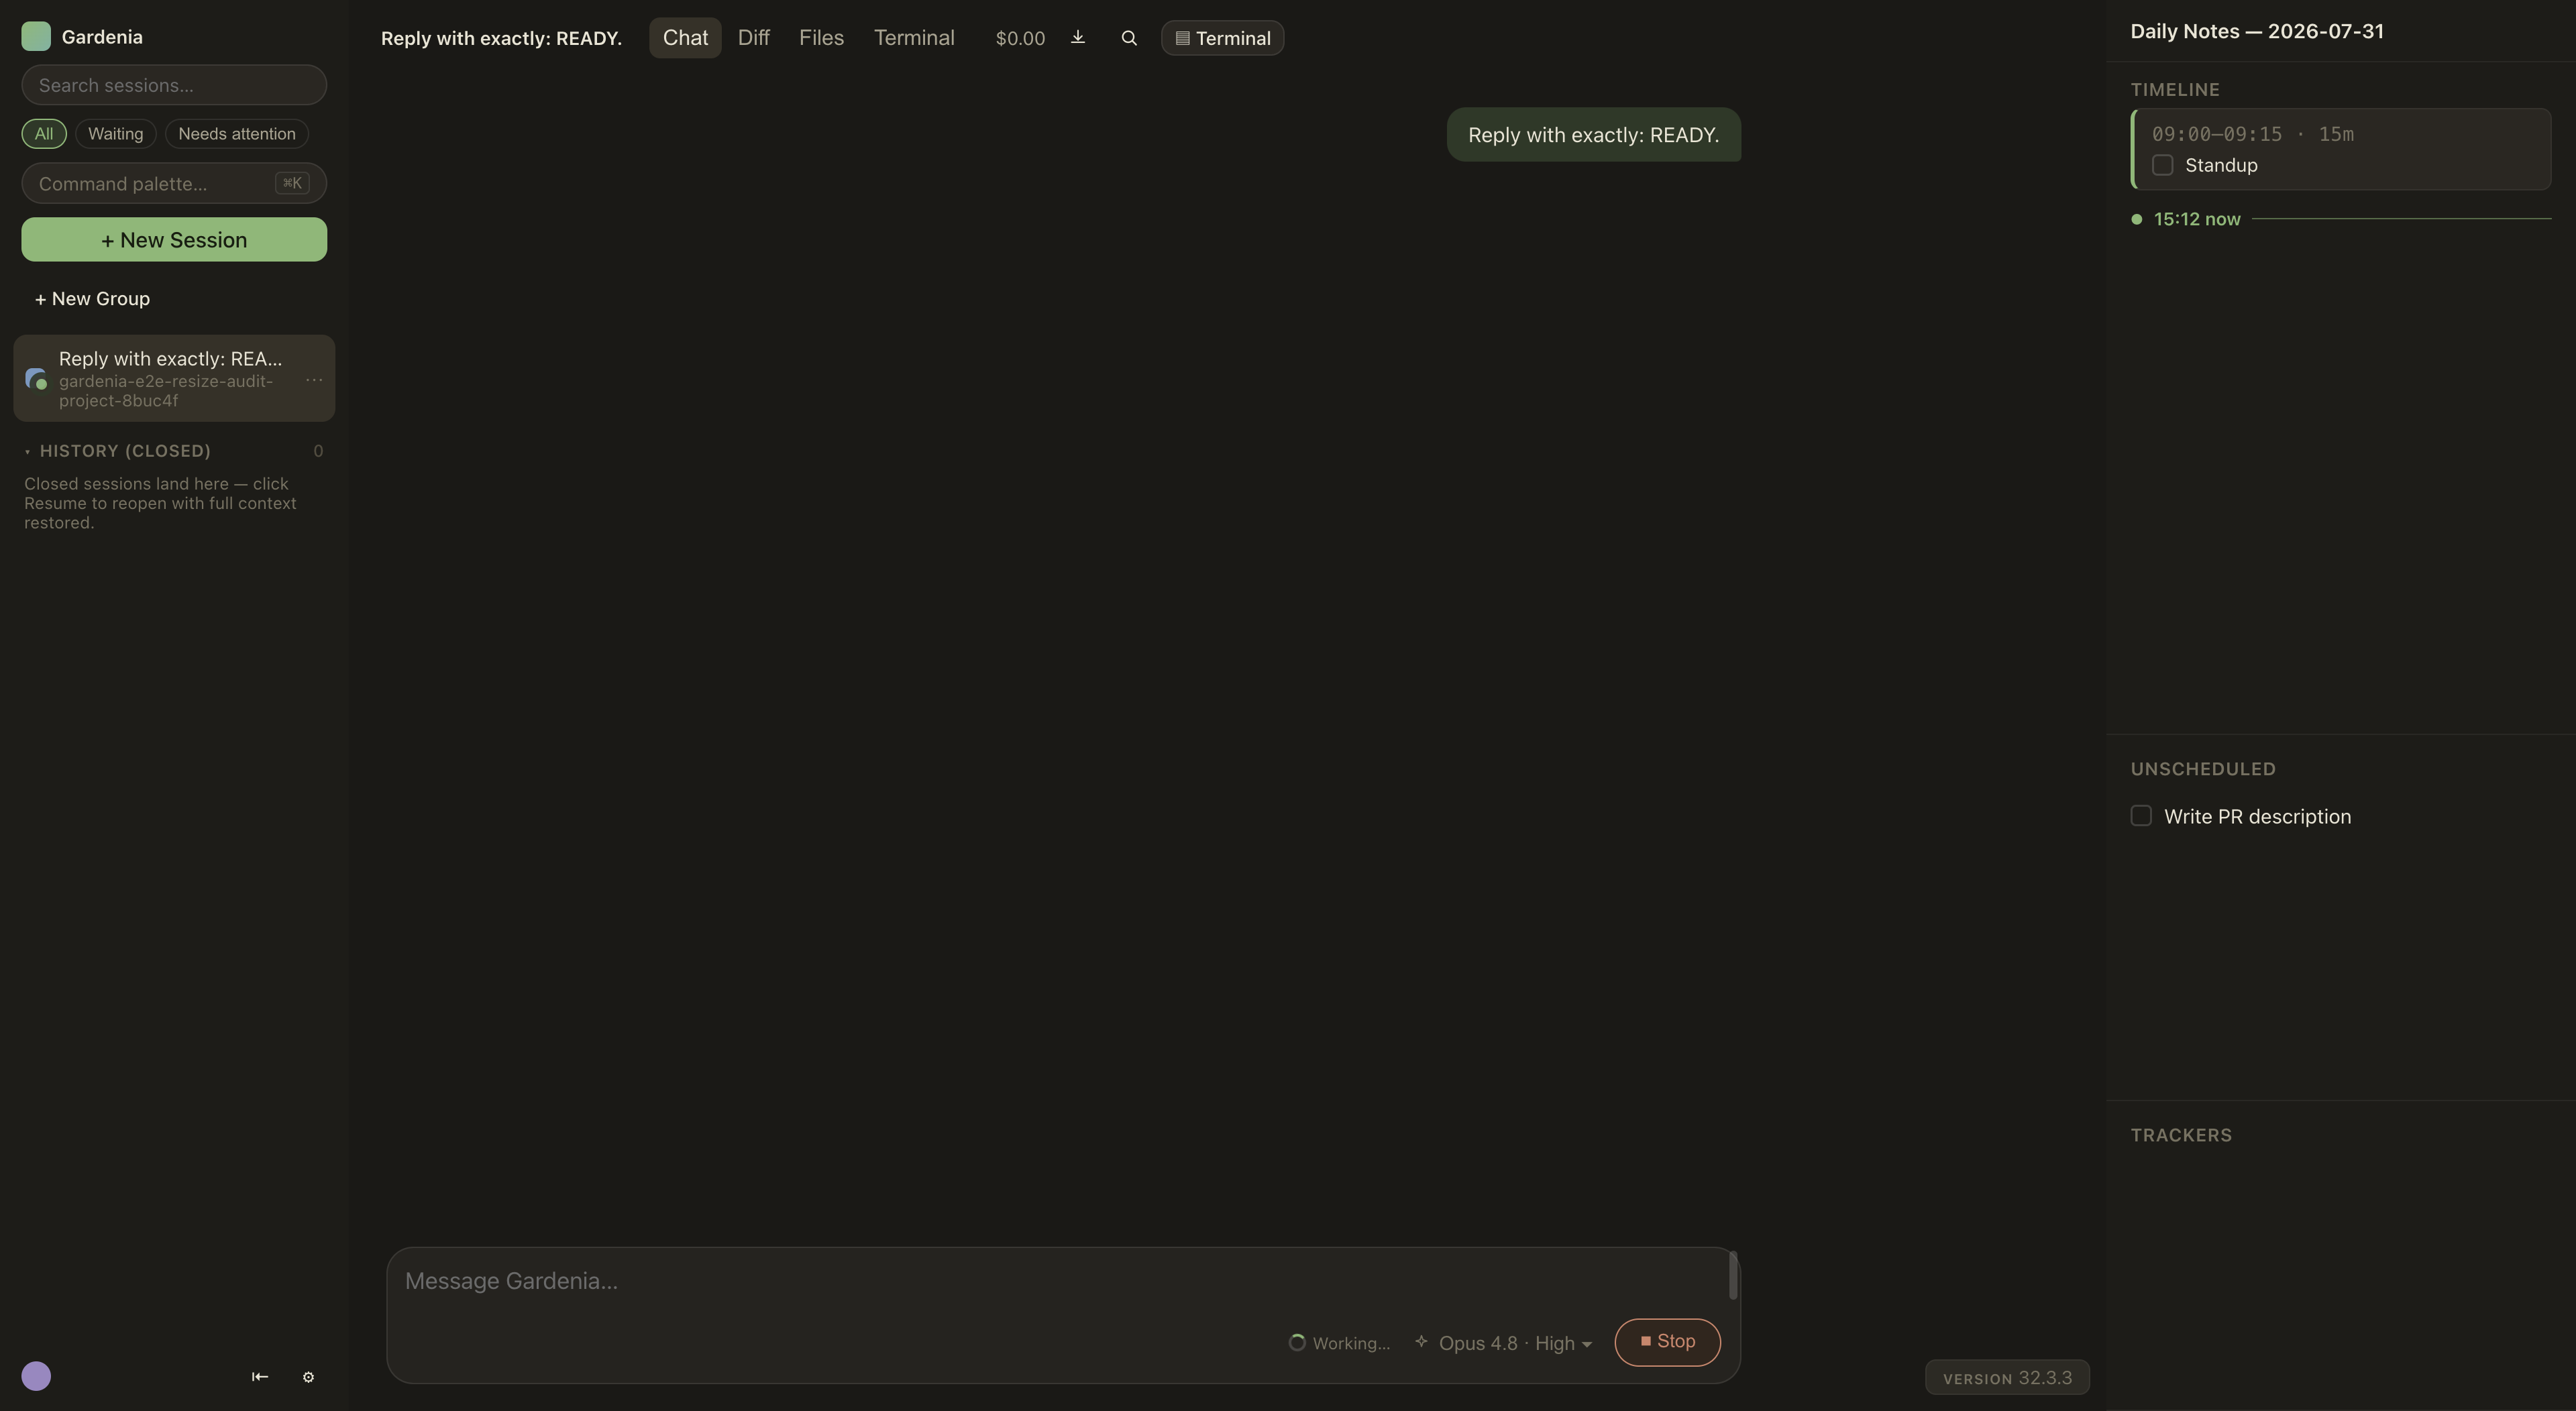 Gardenia
Search sessions...
All
Waiting
Needs attention
Command palette...
⌘K
+ New Session
+ New Group
Reply with exactly: REA...
gardenia-e2e-resize-audit-
project-8buc4f
HISTORY (CLOSED)
0
Closed sessions land here — click
Resume to reopen with full context
restored.
Reply with exactly: READY.
Chat
Diff
Files
Terminal
$0.00
Terminal
Reply with exactly: READY.
Message Gardenia...
Working...
Opus 4.8 · High
Stop
VERSION 32.3.3
Daily Notes — 2026-07-31
TIMELINE
09:00–09:15 · 15m
Standup
15:12 now
UNSCHEDULED
Write PR description
TRACKERS